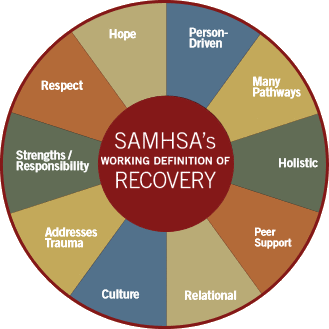 Hope
Person-
Driven
Many
Pathways
Holistic
Peer
Support
Relational
Culture
Addresses
Trauma
Strengths /
Responsibility
Respect
SAMHSA's
WORKING DEFINITION OF
RECOVERY